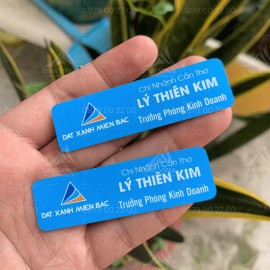 Chi Nhánh Cần Thơ
LÝ THIÊN KIM
Trưởng Phòng Kinh Doanh
DAT XANH MIEN BAC
Chi Nhánh Cần Thơ
LÝ THIÊN KIM
Trưởng Phòng Kinh Doanh
DAT XANH MIEN BAC